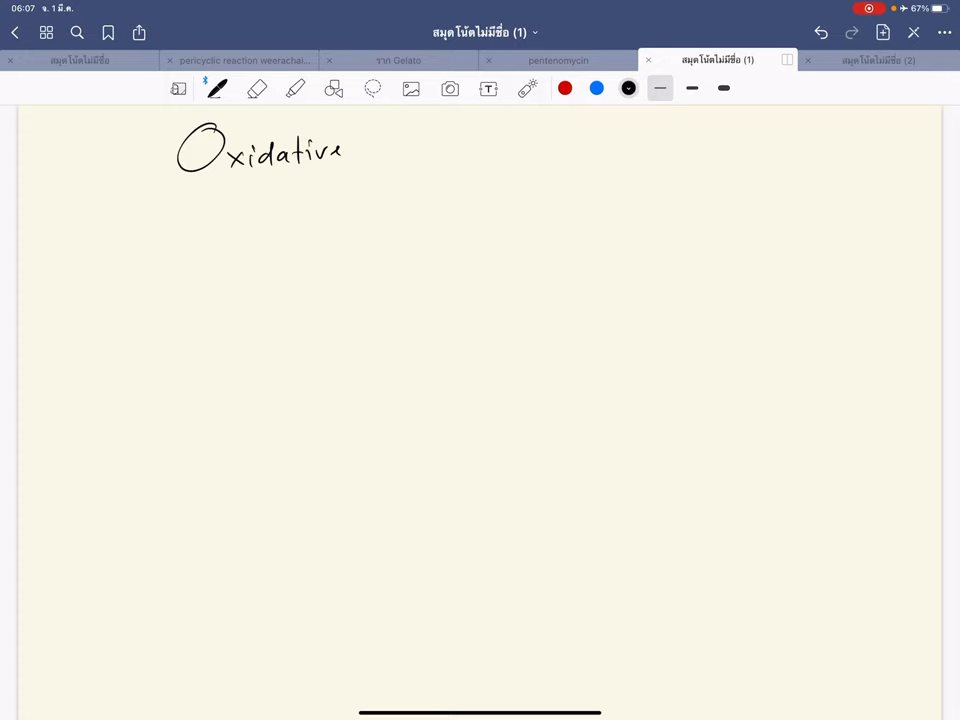 06:07 จ. 1 มี.ค. 67%
สมุดโน้ตไม่มีชื่อ (1)
สมุดโน้ตไม่มีชื่อ pericyclic reaction weerachai... ราก Gelato pentenomycin สมุดโน้ตไม่มีชื่อ (1) สมุดโน้ตไม่มีชื่อ (2)
T
Oxidative